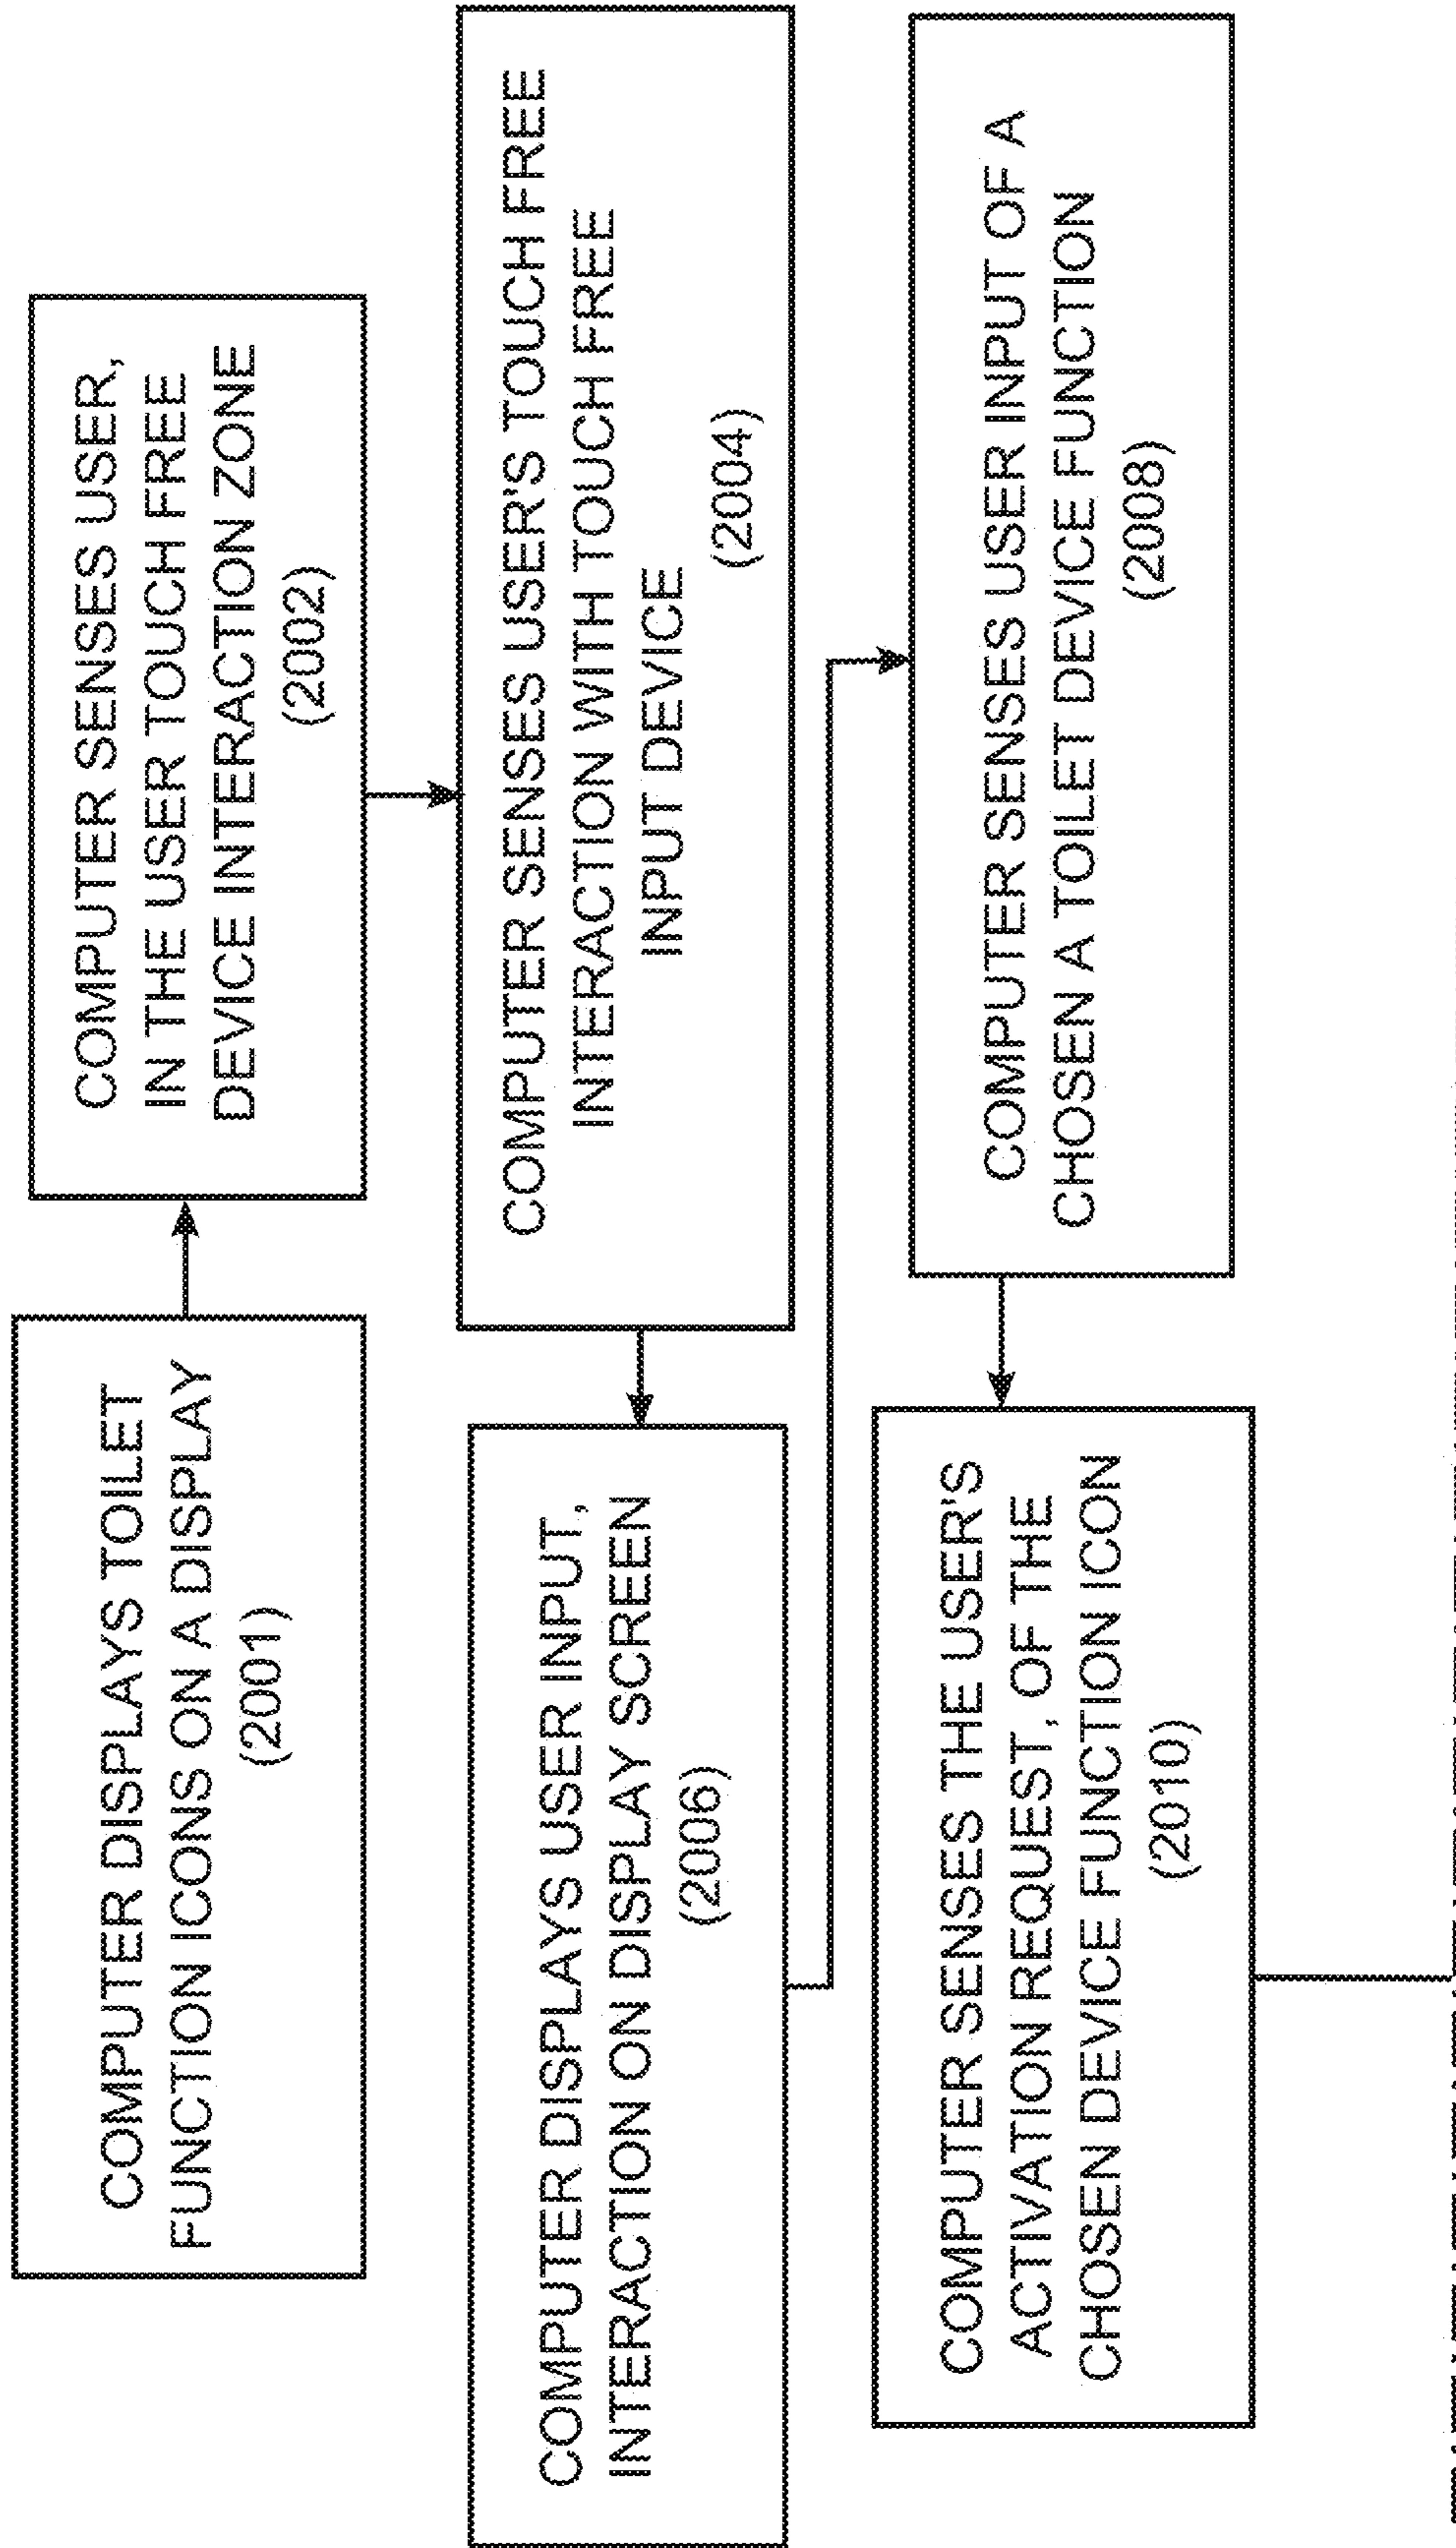 COMPUTER DISPLAYS TOILET
FUNCTION ICONS ON A DISPLAY
(2001)
COMPUTER SENSES USER,
IN THE USER TOUCH FREE
DEVICE INTERACTION ZONE
(2002)
COMPUTER SENSES USER'S TOUCH FREE
INTERACTION WITH TOUCH FREE
INPUT DEVICE
(2004)
COMPUTER DISPLAYS USER INPUT,
INTERACTION ON DISPLAY SCREEN
(2006)
COMPUTER SENSES USER INPUT OF A
CHOSEN A TOILET DEVICE FUNCTION
(2008)
COMPUTER SENSES THE USER'S
ACTIVATION REQUEST, OF THE
CHOSEN DEVICE FUNCTION ICON
(2010)